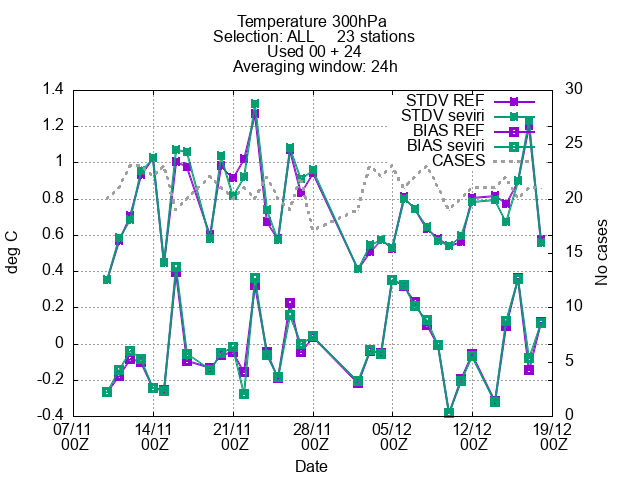 Temperature 300hPa
Selection: ALL 23 stations
Used 00 + 24
Averaging window: 24h
STDV REF
STDV seviri
BIAS REF
BIAS seviri
CASES
deg C
1.4
1.2
1
0.8
0.6
0.4
0.2
0
-0.2
-0.4
No cases
30
25
20
15
10
5
0
07/11 14/11 21/11 28/11 05/12 12/12 19/12
00Z 00Z 00Z 00Z 00Z 00Z 00Z
Date